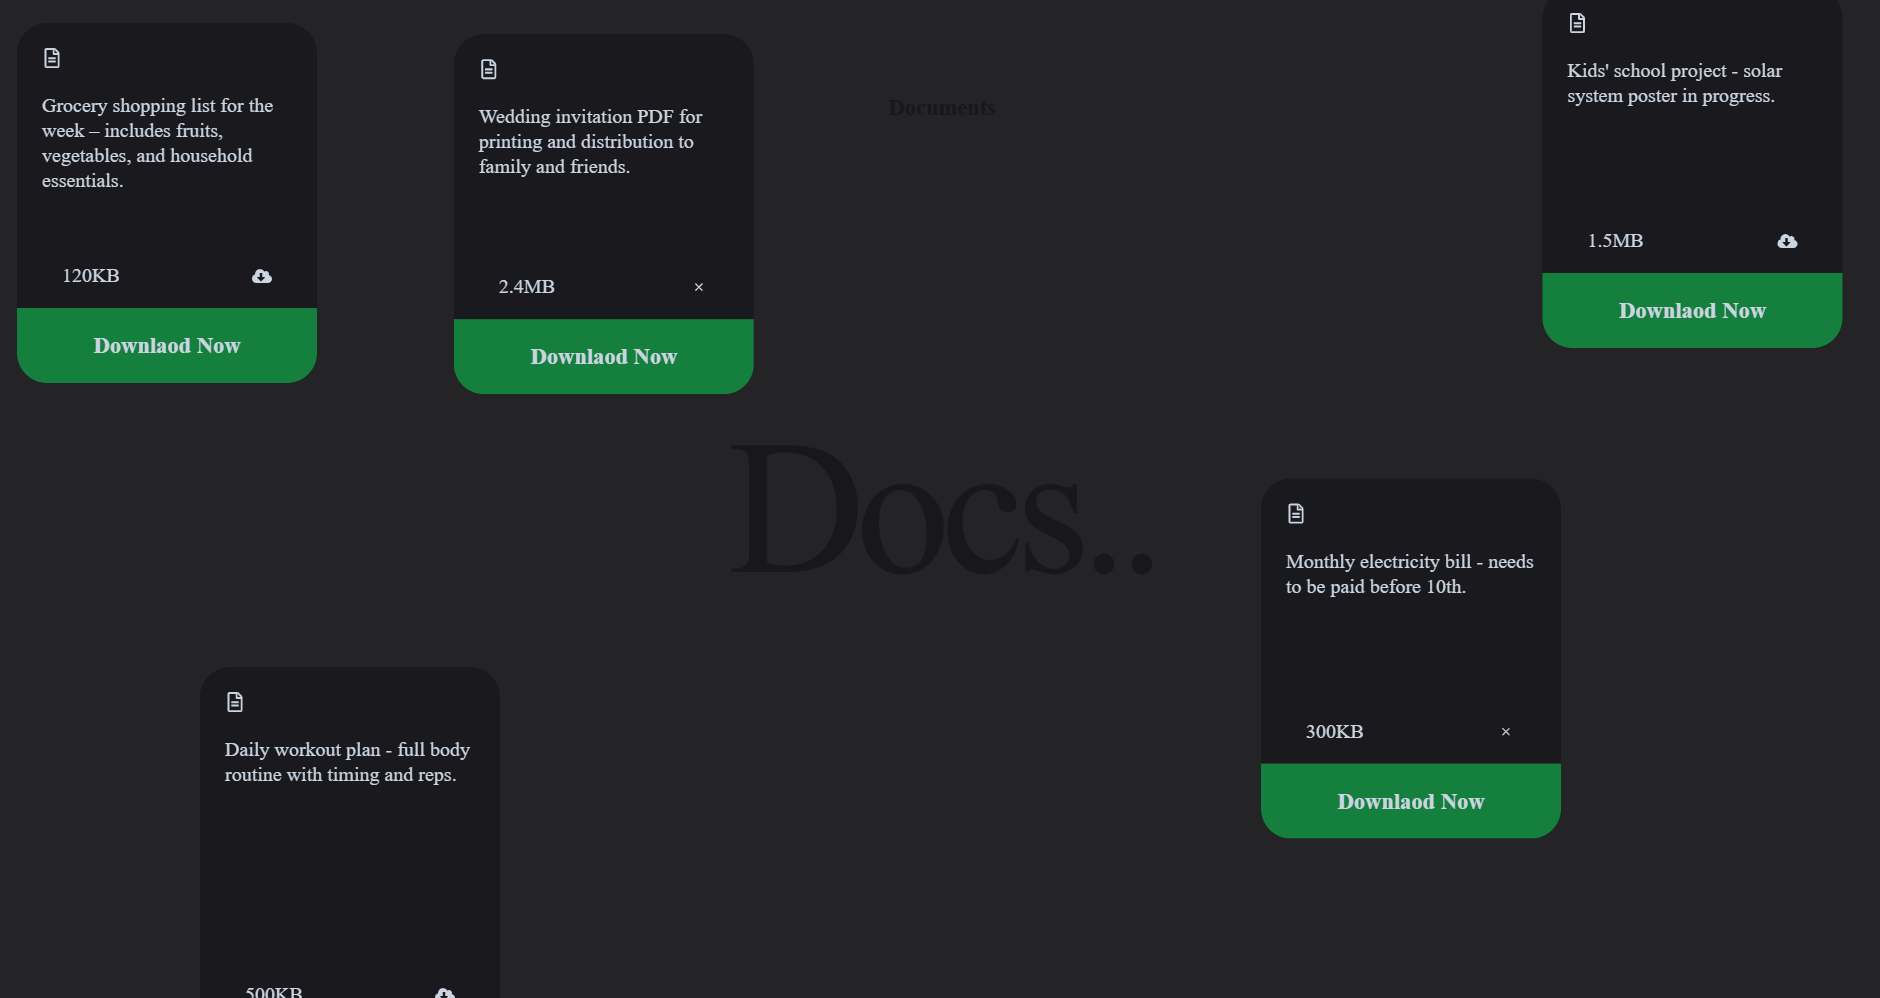 Grocery shopping list for the
week – includes fruits,
vegetables, and household
essentials.
120KB
Downlaod Now
Wedding invitation PDF for
printing and distribution to
family and friends.
2.4MB
×
Downlaod Now
Documents
Kids' school project - solar
system poster in progress.
1.5MB
Downlaod Now
Docs..
Monthly electricity bill - needs
to be paid before 10th.
300KB
×
Downlaod Now
Daily workout plan - full body
routine with timing and reps.
500KB